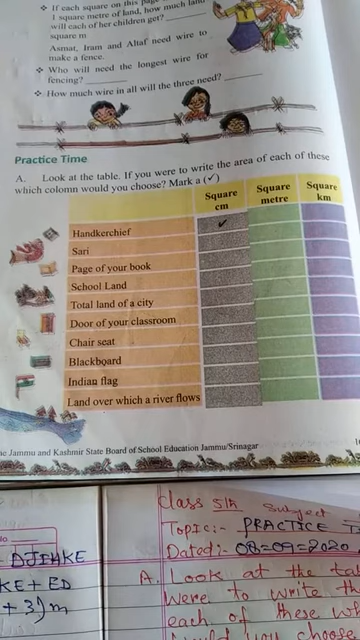 ❖ If each square on this page
1 square metre of land, how much land
will each of her children get?
square m
Asmat, Iram and Altaf need wire to
make a fence.
❖ Who will need the longest wire for
fencing?
❖ How much wire in all will the three need?
Practice Time
A. Look at the table. If you were to write the area of each of these
which colomn would you choose? Mark a (✓)
Square cm
Square metre
Square km
Handkerchief ✓
Sari
Page of your book
School Land
Total land of a city
Door of your classroom
Chair seat
Blackboard
Indian flag
Land over which a river flows
Jammu and Kashmir State Board of School Education Jammu/Srinagar
Class 5th Subject
Topic:- PRACTICE
Dated:- 08=09=2020
A. Look at the
were to write the
each of these
KE + ED
+ 3) m